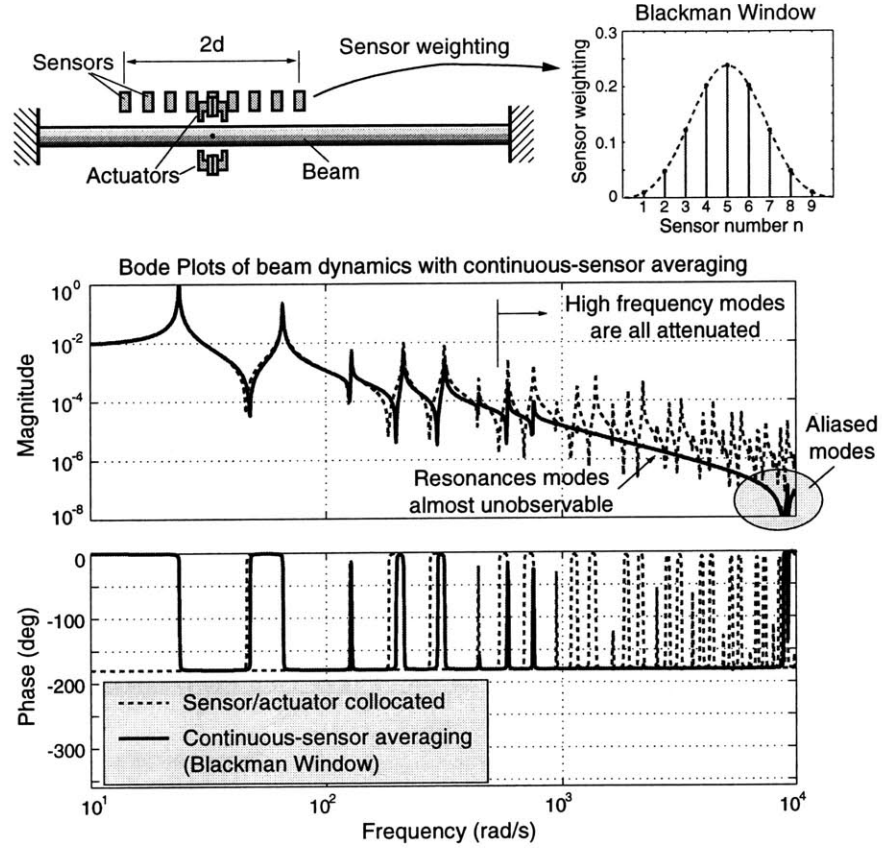 Blackman Window
2d
Sensor weighting
Sensors
Actuators
Beam
Sensor weighting
0.3
0.2
0.1
0
1 2 3 4 5 6 7 8 9
Sensor number n
Bode Plots of beam dynamics with continuous-sensor averaging
Magnitude
10^0
10^-2
10^-4
10^-6
10^-8
High frequency modes
are all attenuated
Aliased
modes
Resonances modes
almost unobservable
Phase (deg)
0
-100
-200
-300
Sensor/actuator collocated
Continuous-sensor averaging
(Blackman Window)
10^1 10^2 10^3 10^4
Frequency (rad/s)